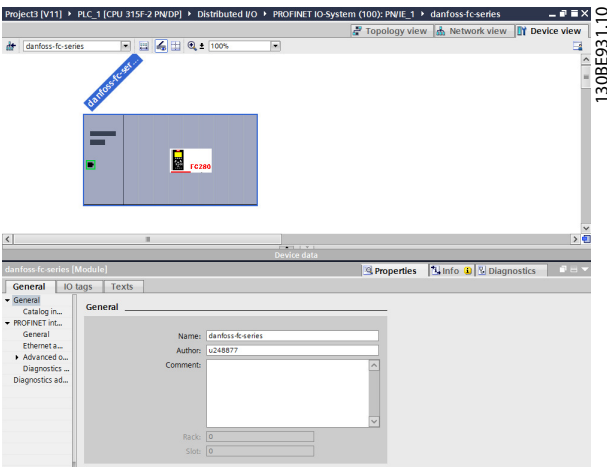 Project3 [V11] ‣ PLC_1 [CPU 315F-2 PN/DP] ‣ Distributed I/O ‣ PROFINET IO-System (100): PN/IE_1 ‣ danfoss-fc-series
Topology view Network view Device view
danfoss-fc-series 100%
danfoss-fc-ser...
FC280
Device data
danfoss-fc-series [Module] Properties Info Diagnostics
General IO tags Texts
General
Catalog in...
PROFINET int...
General
Ethernet a...
Advanced o...
Diagnostics ...
Diagnostics ad...
General
Name: danfoss-fc-series
Author: u248877
Comment:
Rack: 0
Slot: 0
130BE931.10